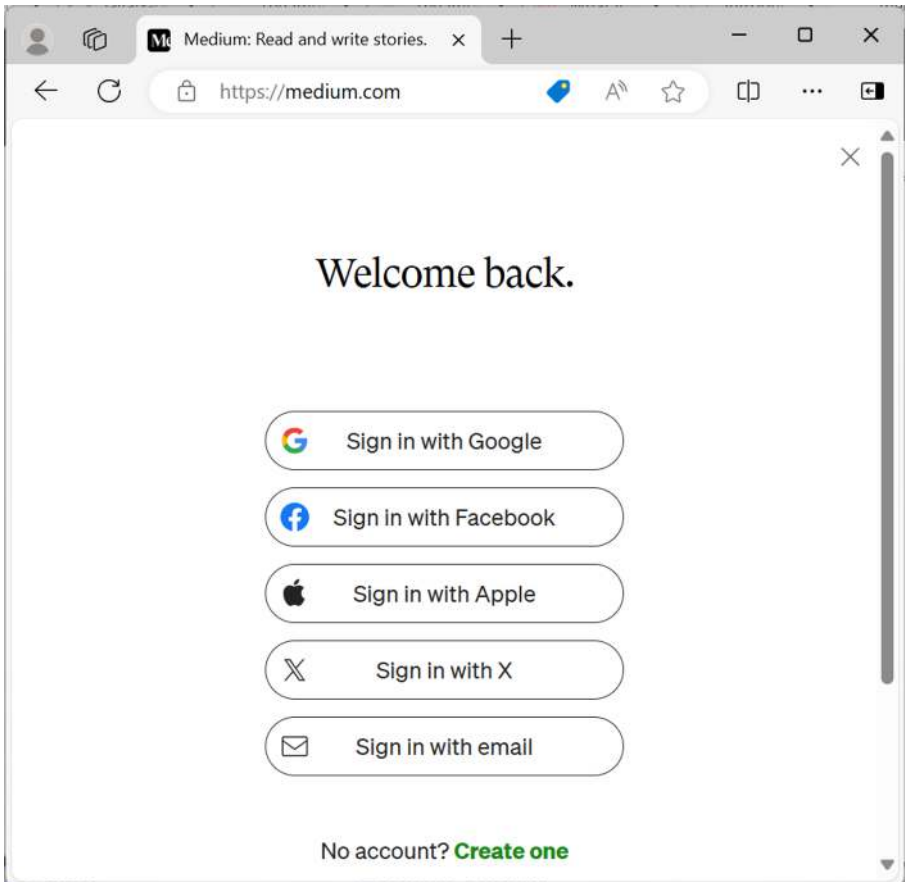 Medium: Read and write stories.
https://medium.com
Welcome back.
Sign in with Google
Sign in with Facebook
Sign in with Apple
Sign in with X
Sign in with email
No account? Create one